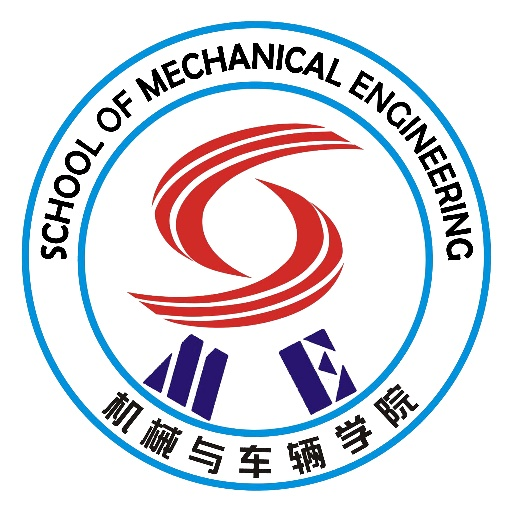 SCHOOL OF MECHANICAL ENGINEERING
S
ME
机械与车辆学院